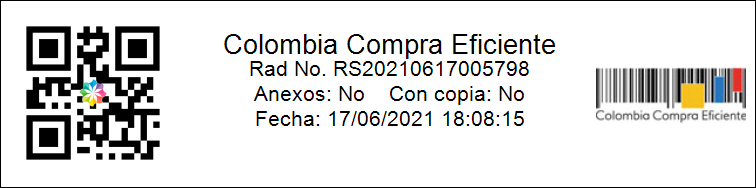 Colombia Compra Eficiente
Rad No. RS20210617005798
Anexos: No Con copia: No
Fecha: 17/06/2021 18:08:15
Colombia Compra Eficiente